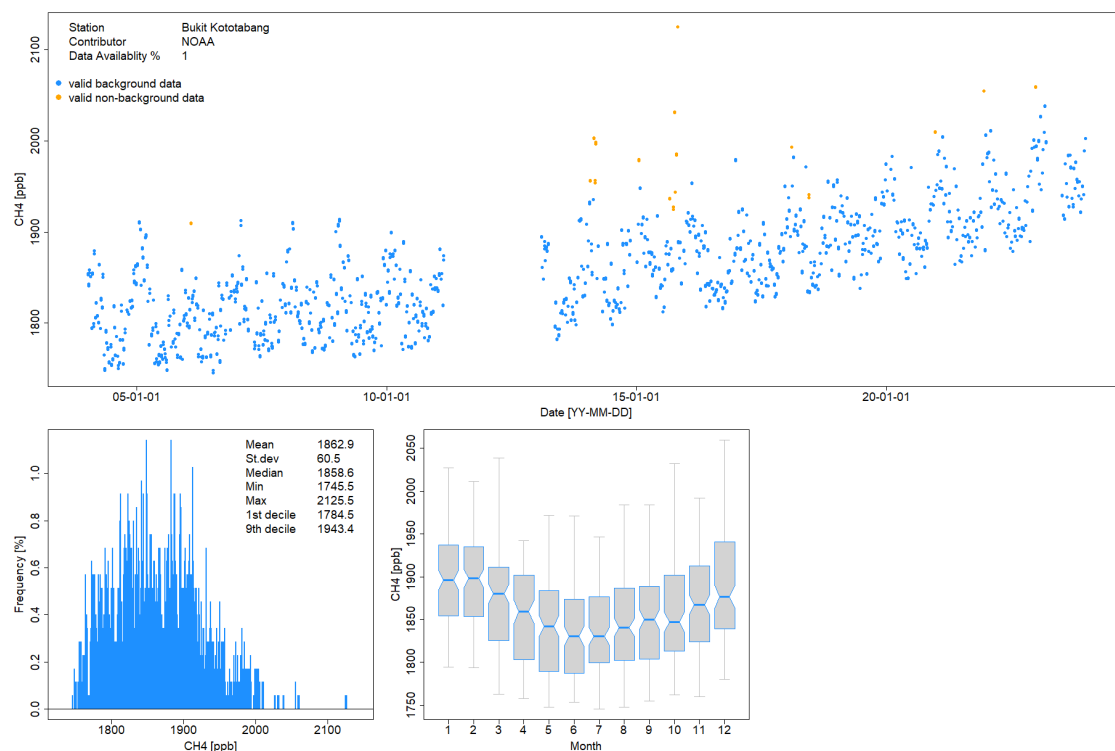 Station Bukit Kototabang
Contributor NOAA
Data Availablity % 1
valid background data
valid non-background data
CH4 [ppb]
2100
2000
1900
1800
05-01-01 10-01-01 15-01-01 20-01-01
Date [YY-MM-DD]
Mean 1862.9
St.dev 60.5
Median 1858.6
Min 1745.5
Max 2125.5
1st decile 1784.5
9th decile 1943.4
Frequency [%]
1.0
0.8
0.6
0.4
0.2
0.0
1800 1900 2000 2100
CH4 [ppb]
CH4 [ppb]
2050
2000
1950
1900
1850
1800
1750
1 2 3 4 5 6 7 8 9 10 11 12
Month